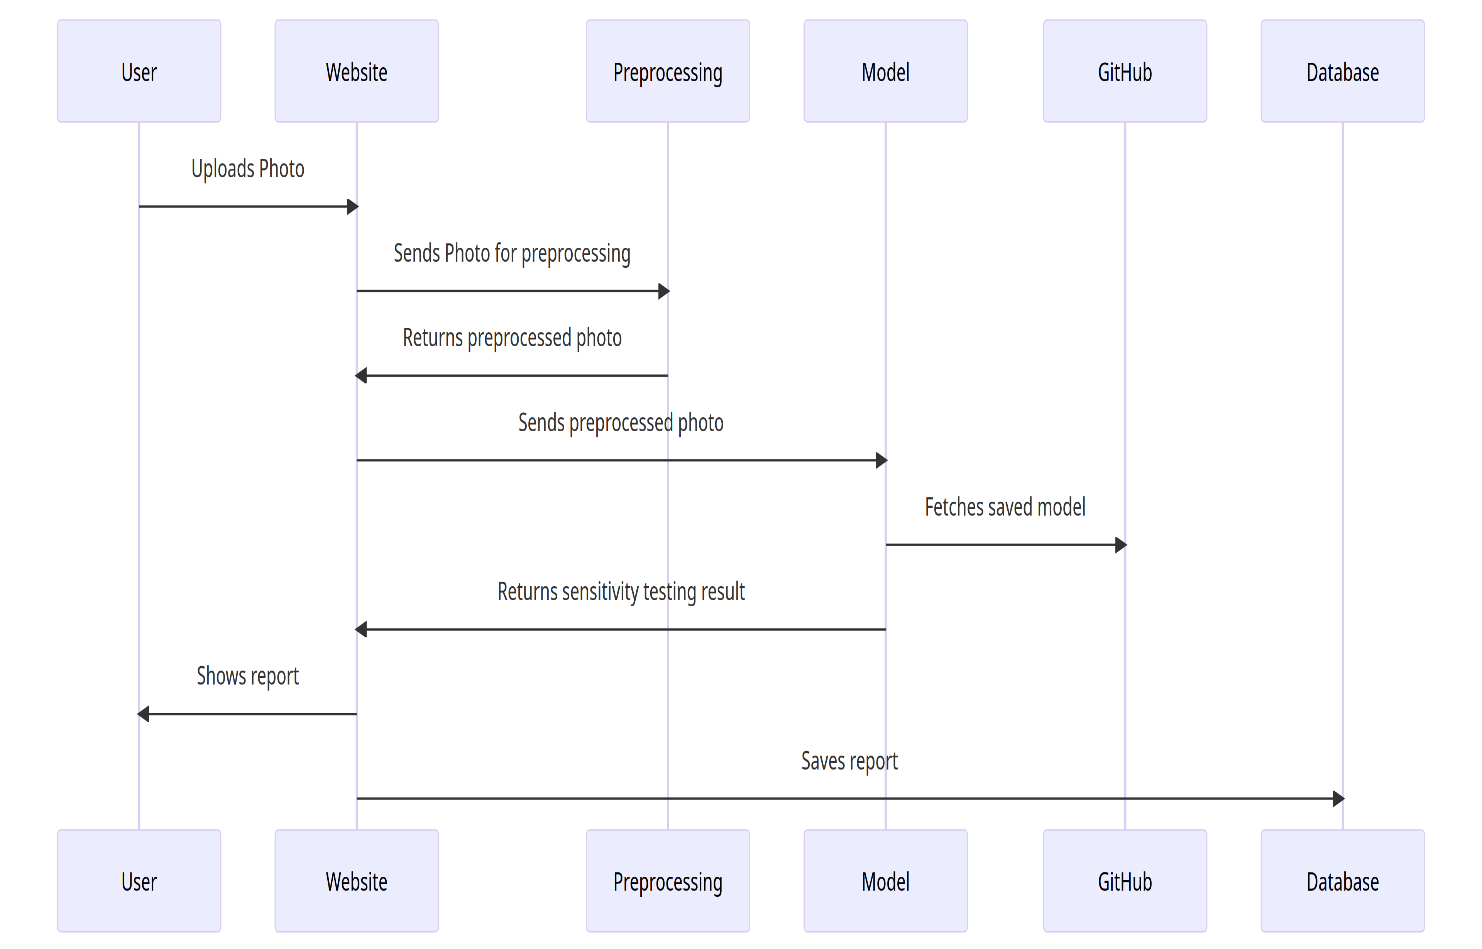 User
Website
Preprocessing
Model
GitHub
Database
Uploads Photo
Sends Photo for preprocessing
Returns preprocessed photo
Sends preprocessed photo
Fetches saved model
Returns sensitivity testing result
Shows report
Saves report
User
Website
Preprocessing
Model
GitHub
Database